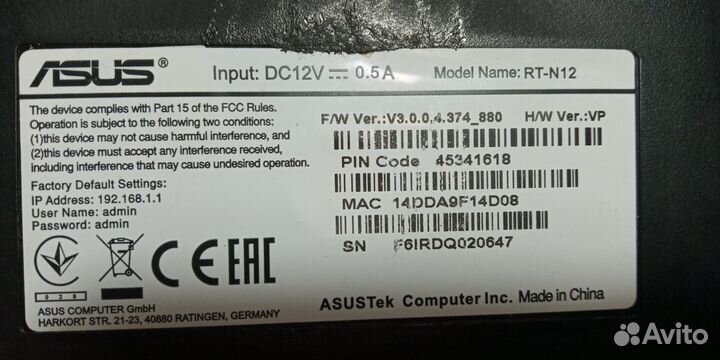 ASUS® Input: DC12V ⎓ 0.5A Model Name: RT-N12
The device complies with Part 15 of the FCC Rules.
Operation is subject to the following two conditions:
(1)this device may not cause harmful interference, and
(2)this device must accept any interference received,
including interference that may cause undesired operation.
Factory Default Settings:
IP Address: 192.168.1.1
User Name: admin
Password: admin
F/W Ver.:V3.0.0.4.374_880 H/W Ver.:VP
PIN Code 45341618
MAC 14DDA9F14D08
SN F6IRDQ020647
028
CE EAC
ASUS COMPUTER GmbH
HARKORT STR. 21-23, 40880 RATINGEN, GERMANY
ASUSTek Computer Inc. Made in China
Avito